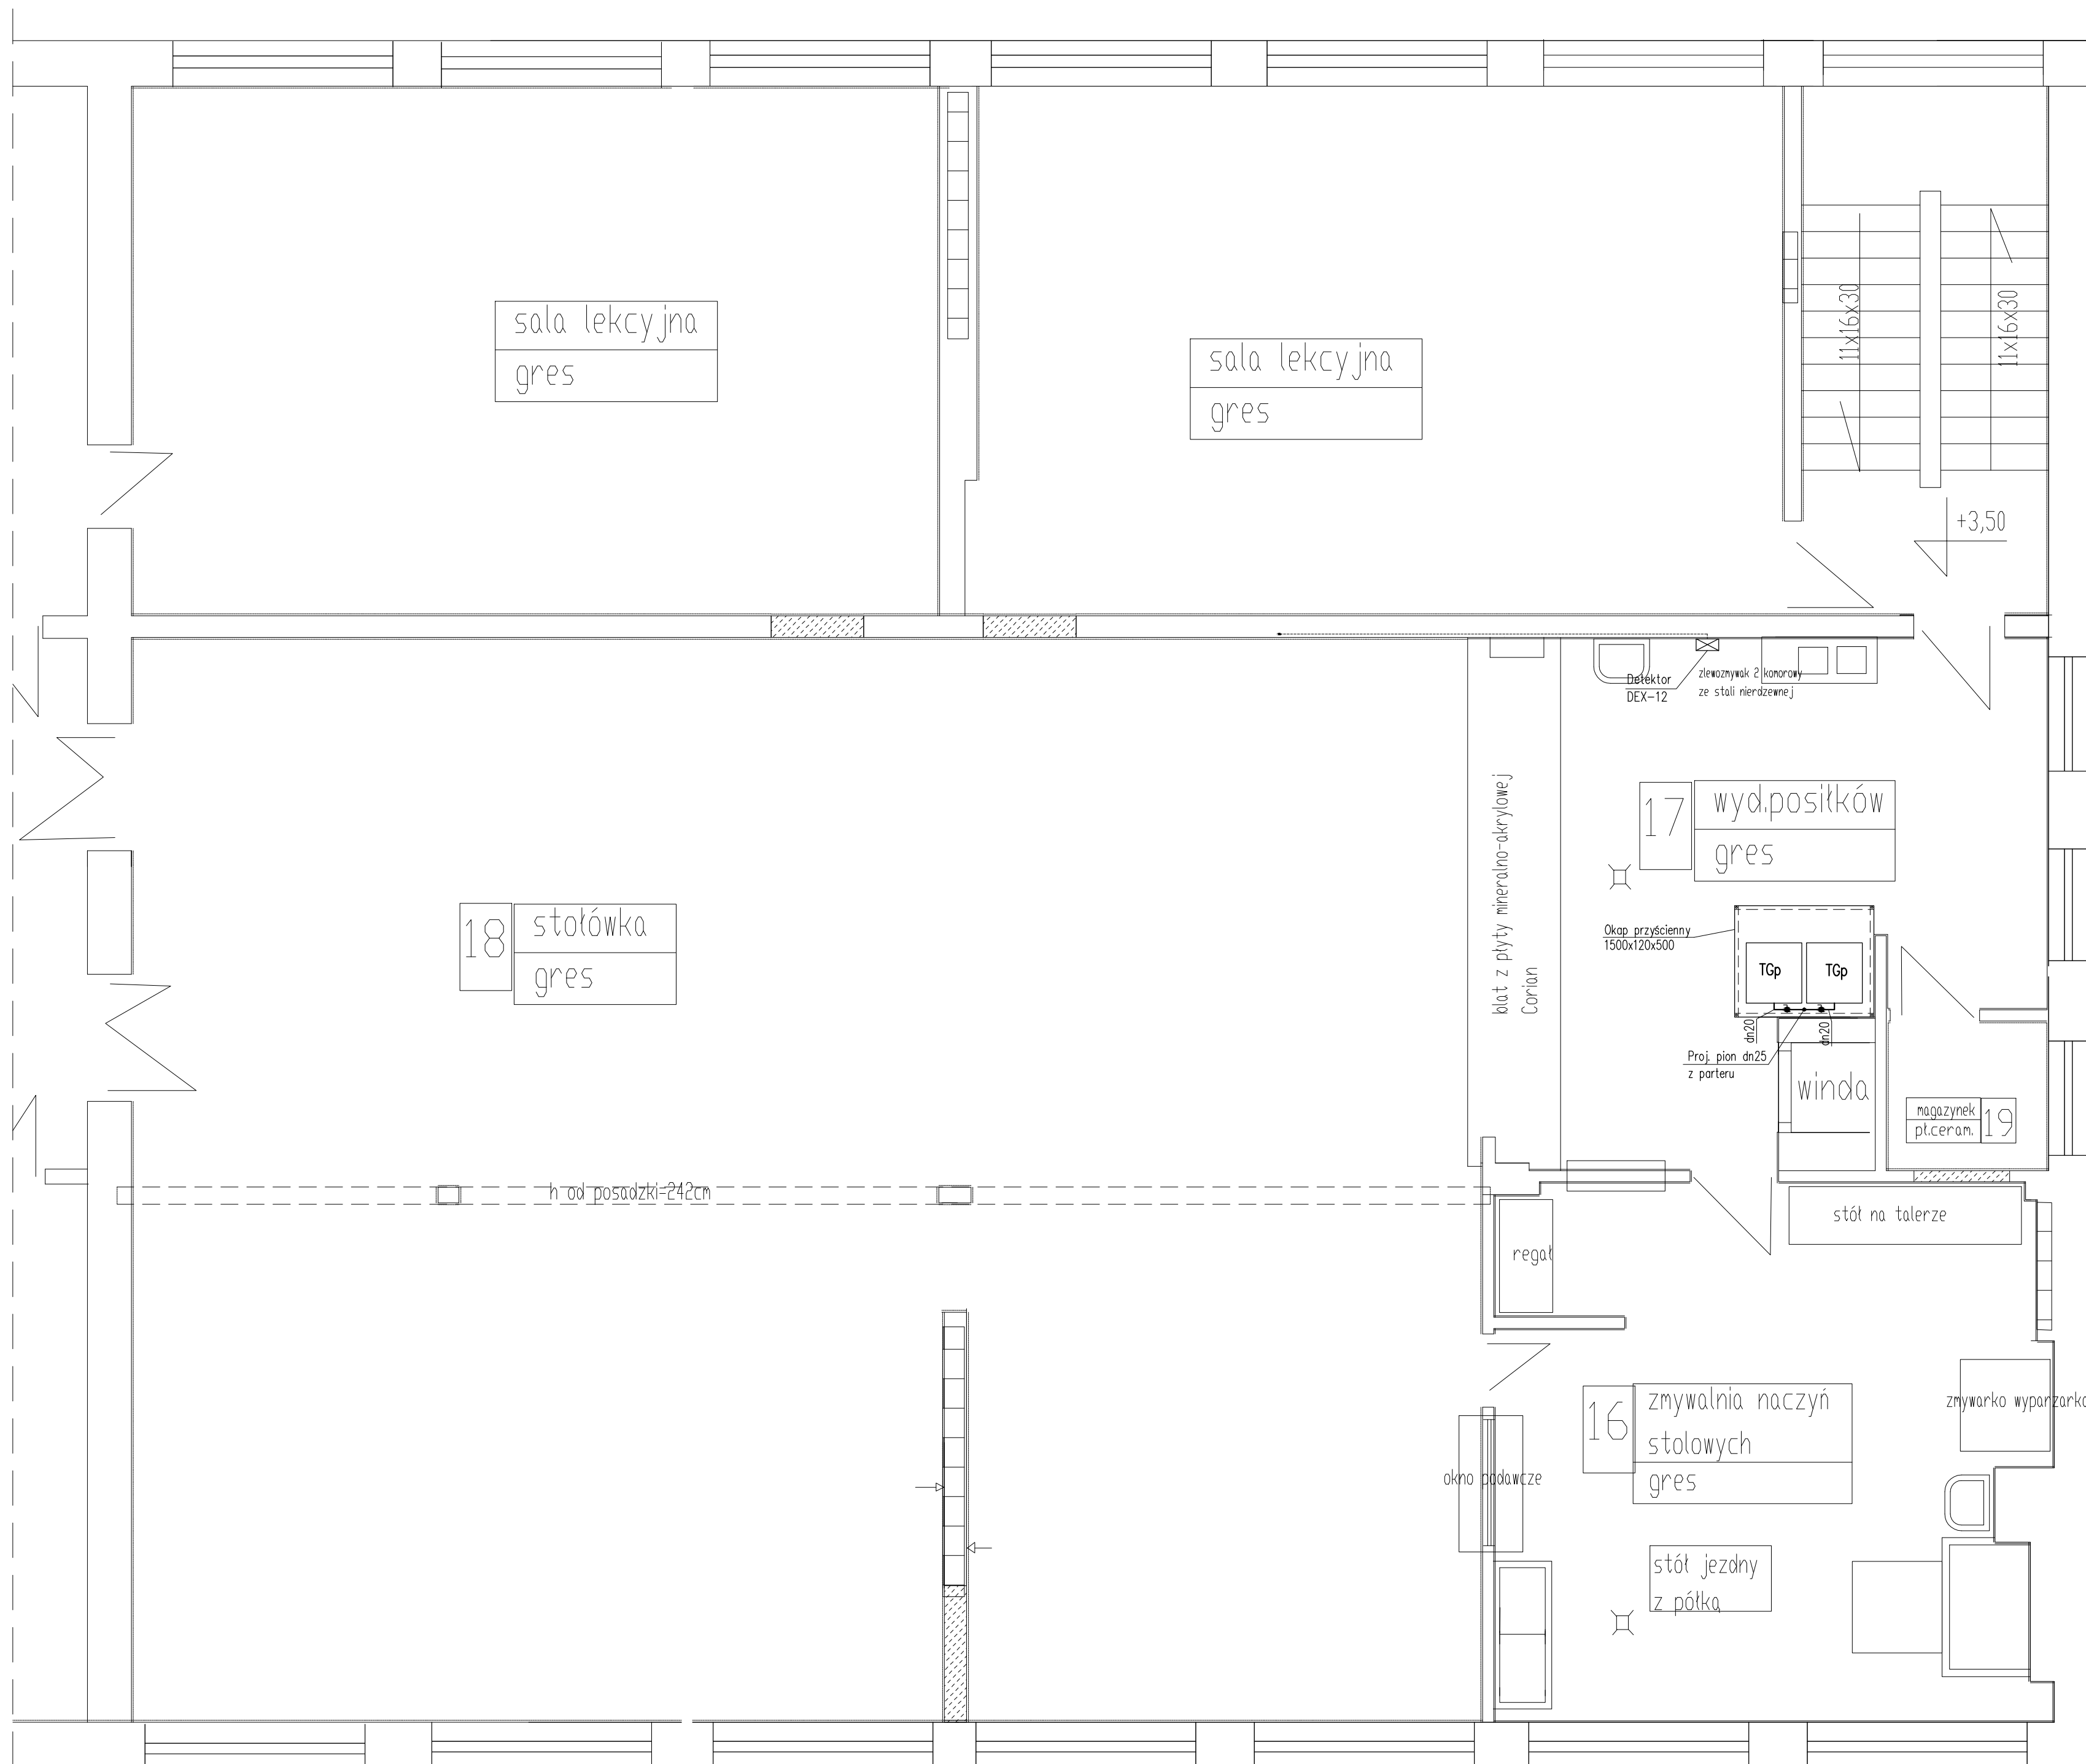 sala lekcyjna
gres
sala lekcyjna
gres
11x16x30
11x16x30
+3,50
Detektor
DEX-12
zlewozmywak 2 komorowy
ze stali nierdzewnej
17
wyd.posiłków
gres
blat z płyty mineralno-akrylowej
Corian
18
stołówka
gres
Okap przyścienny
1500x120x500
TGp
TGp
dn20
dn20
Proj. pion dn25
z parteru
winda
magazynek
pł.ceram.
19
h od posadzki-242cm
stół na talerze
regał
16
zmywalnia naczyń
stolowych
gres
zmywarko wyparzarka
okno podawcze
stół jezdny
z półką